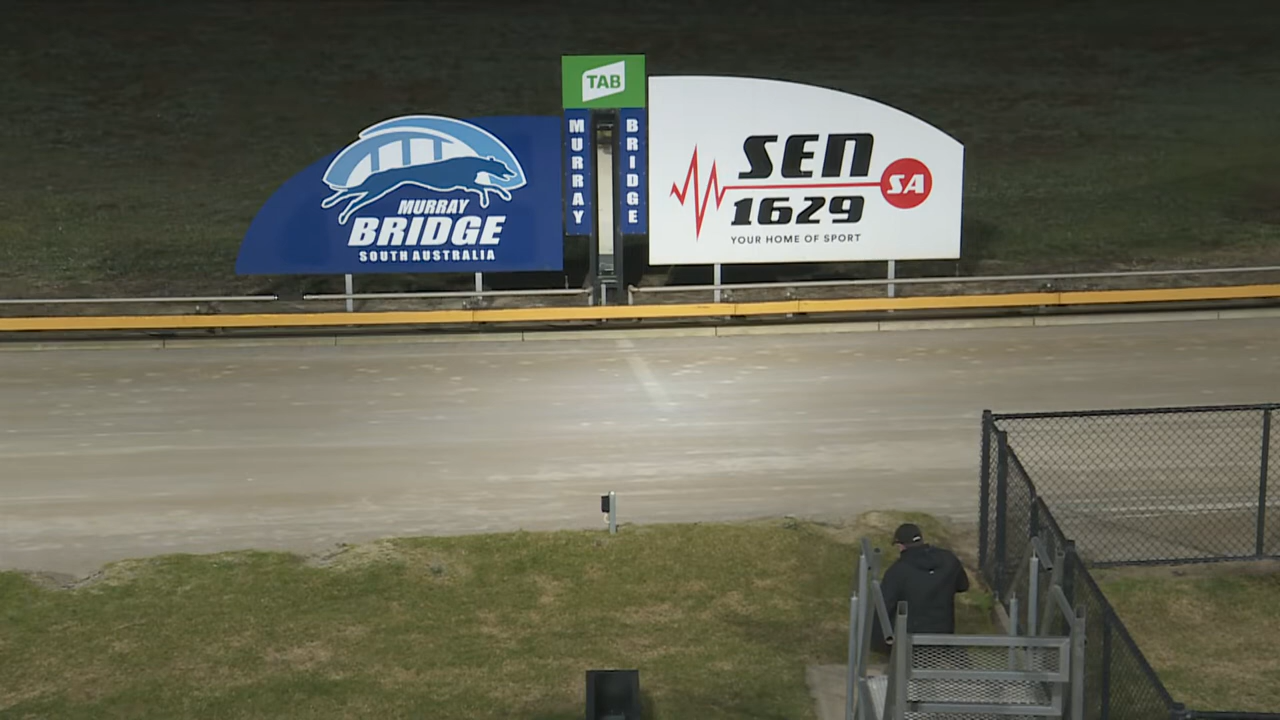 TAB
MURRAY
BRIDGE
MURRAY
BRIDGE
SOUTH AUSTRALIA
SEN
SA
1629
YOUR HOME OF SPORT